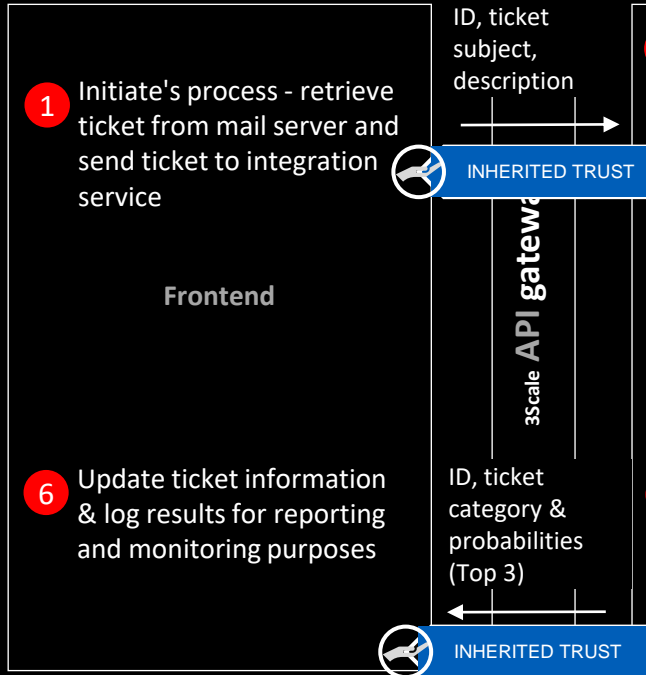 1
Initiate's process - retrieve
ticket from mail server and
send ticket to integration
service
Frontend
6
Update ticket information
& log results for reporting
and monitoring purposes
ID, ticket
subject,
description
INHERITED TRUST
3Scale API gatewa
ID, ticket
category &
probabilities
(Top 3)
INHERITED TRUST